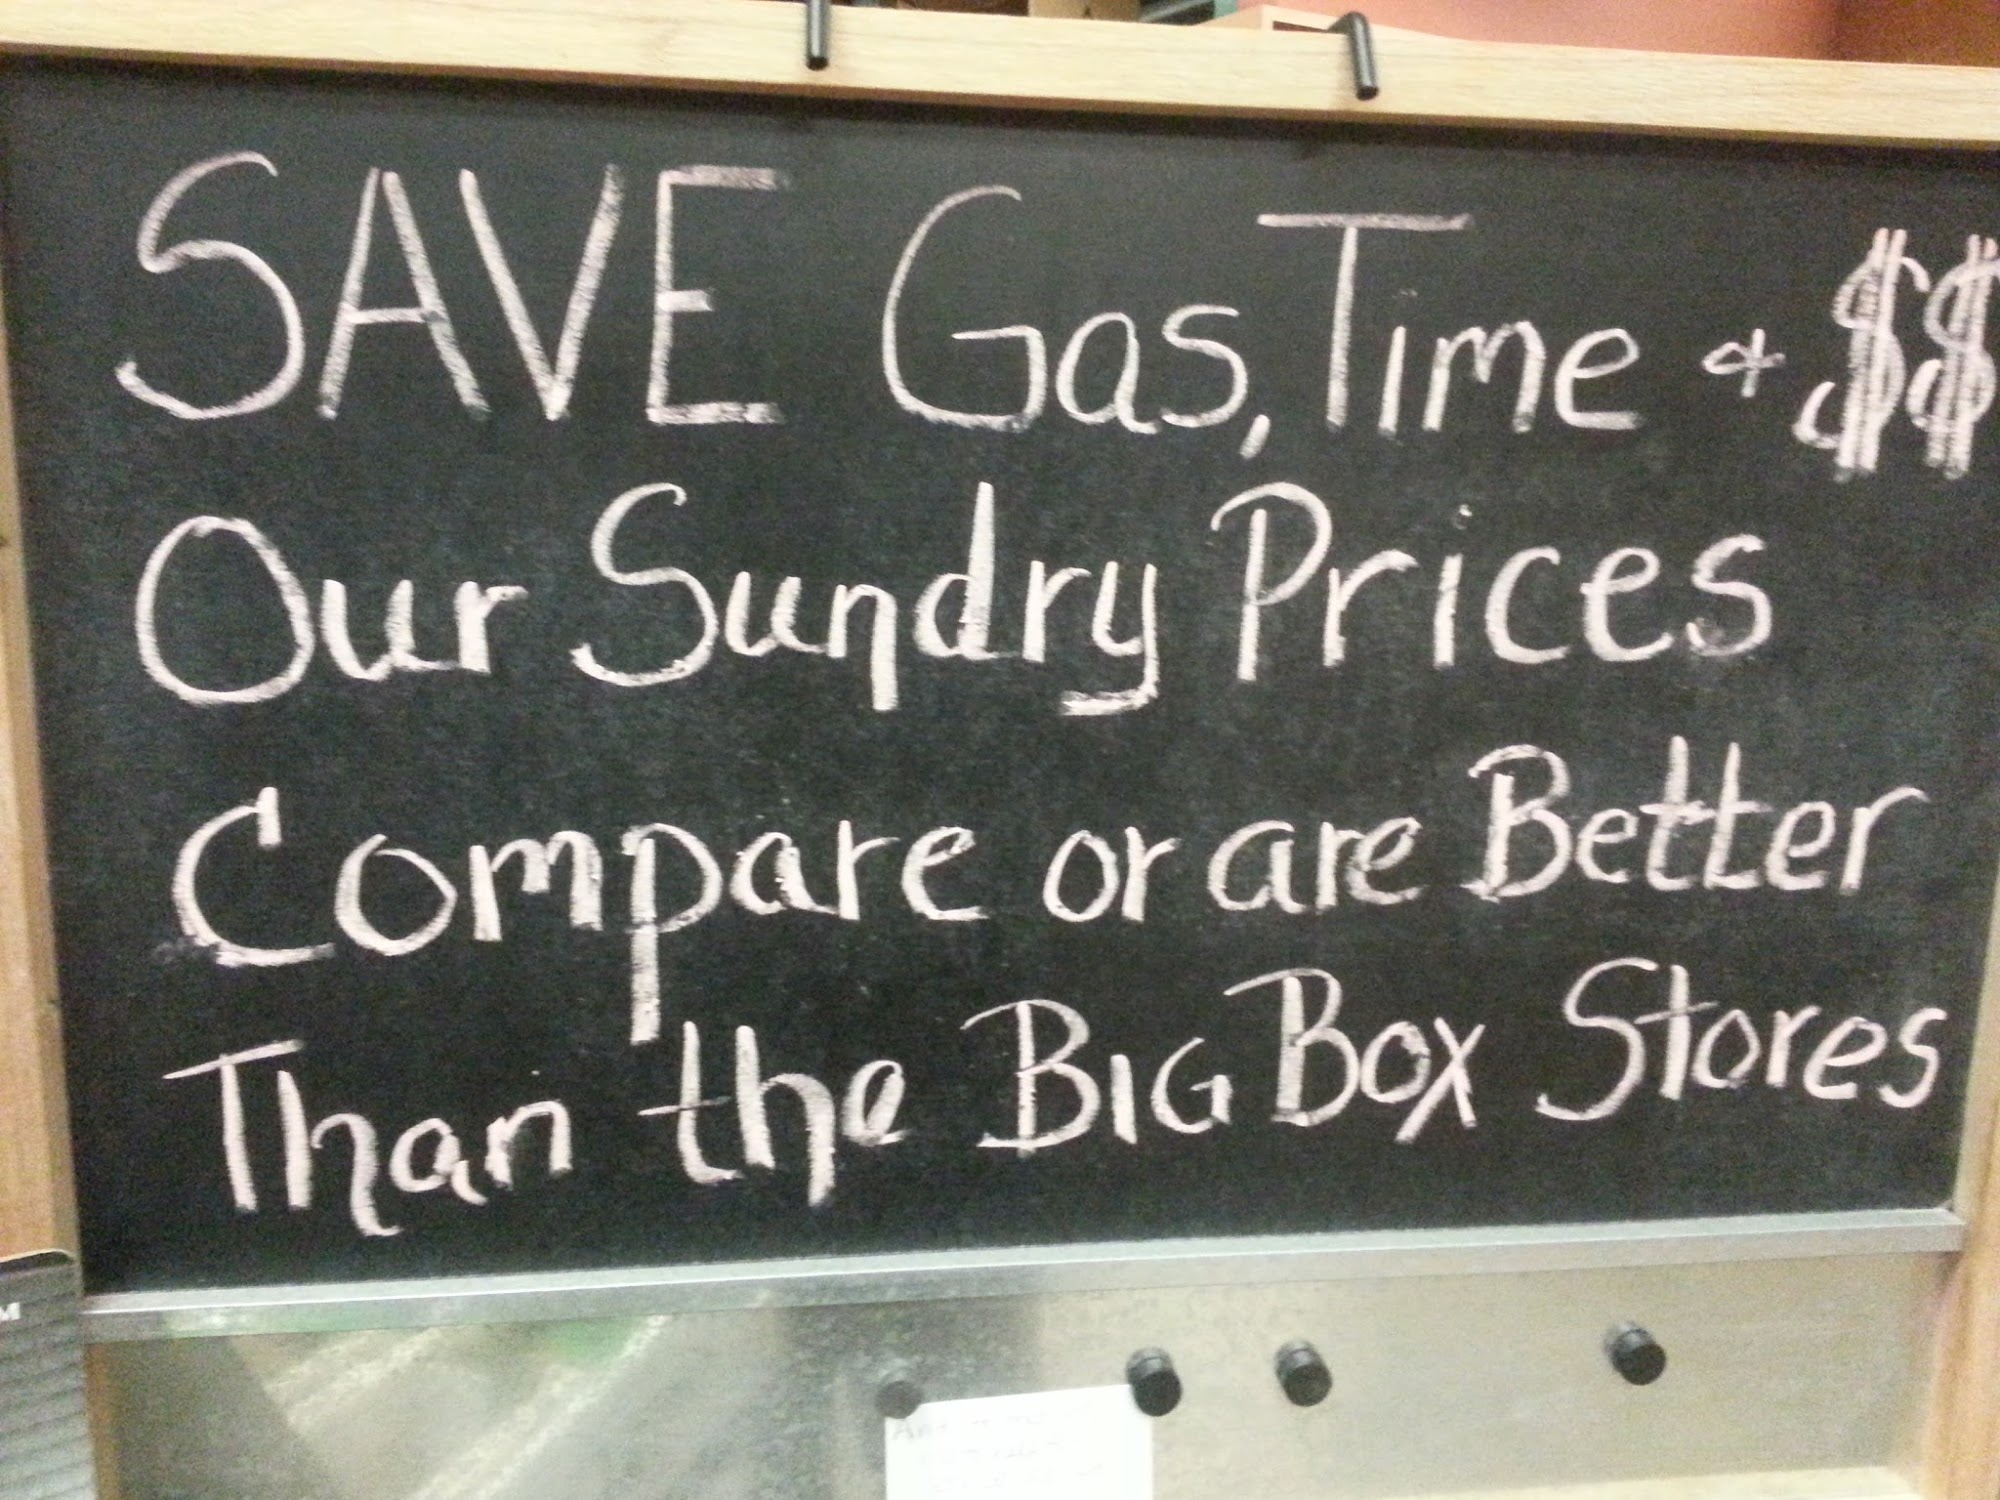 SAVE Gas, Time & $$
Our Sundry Prices
Compare or are Better
Than the BIG Box Stores
M